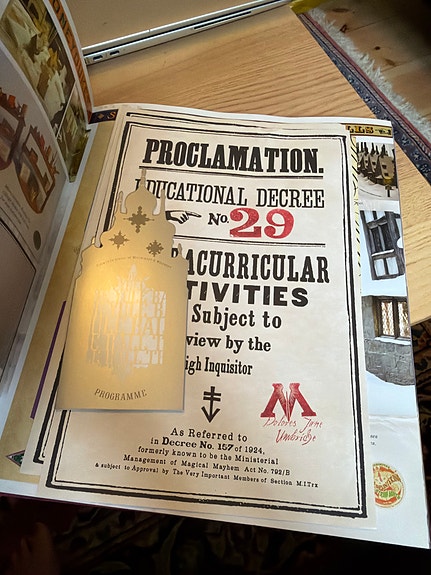 PROCLAMATION.
EDUCATIONAL DECREE
No. 29
ACURRICULAR
TIVITIES
Subject to
view by the
igh Inquisitor
M
Dolores Jane
Umbridge
As Referred to
in Decree No. 157 of 1924,
formerly known to be the Ministerial
Management of Magical Mayhem Act No. 792/B
& subject to Approval by The Very Important Members of Section M.I.Trx
PROGRAMME